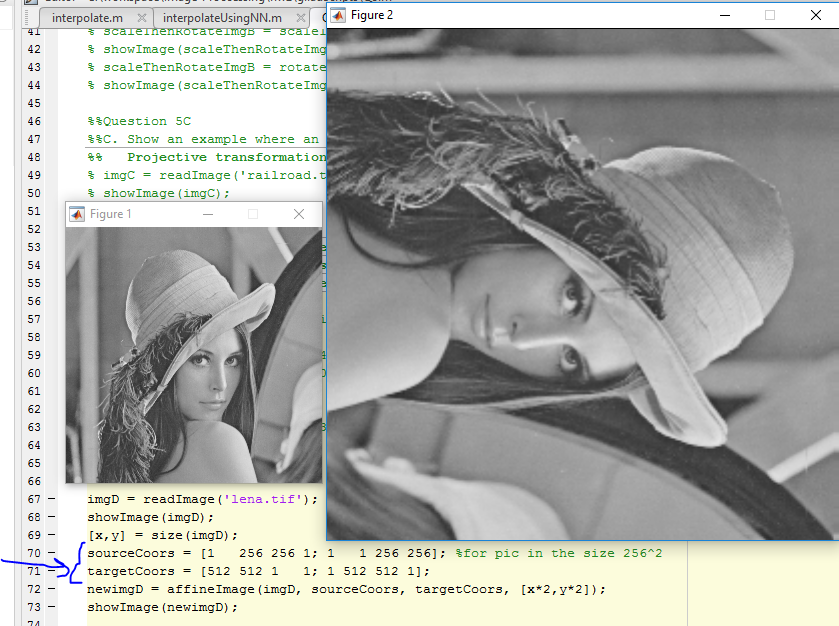 interpolate.m × interpolateUsingNN.m ×
Figure 2
41 % scaleThenRotateImgB = scale
42 % showImage(scaleThenRotateImg
43 % scaleThenRotateImgB = rotate
44 % showImage(scaleThenRotateImg
45
46 %%Question 5C
47 %%C. Show an example where an
48 %% Projective transformation
49 % imgC = readImage('railroad.t
50 % showImage(imgC);
51
Figure 1
52
53
54
55
56
57
58
59
60
61
62
63
64
65
66
67 – imgD = readImage('lena.tif');
68 – showImage(imgD);
69 – [x,y] = size(imgD);
70 – sourceCoors = [1 256 256 1; 1 1 256 256]; %for pic in the size 256^2
71 – targetCoors = [512 512 1 1; 1 512 512 1];
72 – newimgD = affineImage(imgD, sourceCoors, targetCoors, [x*2,y*2]);
73 – showImage(newimgD);
74